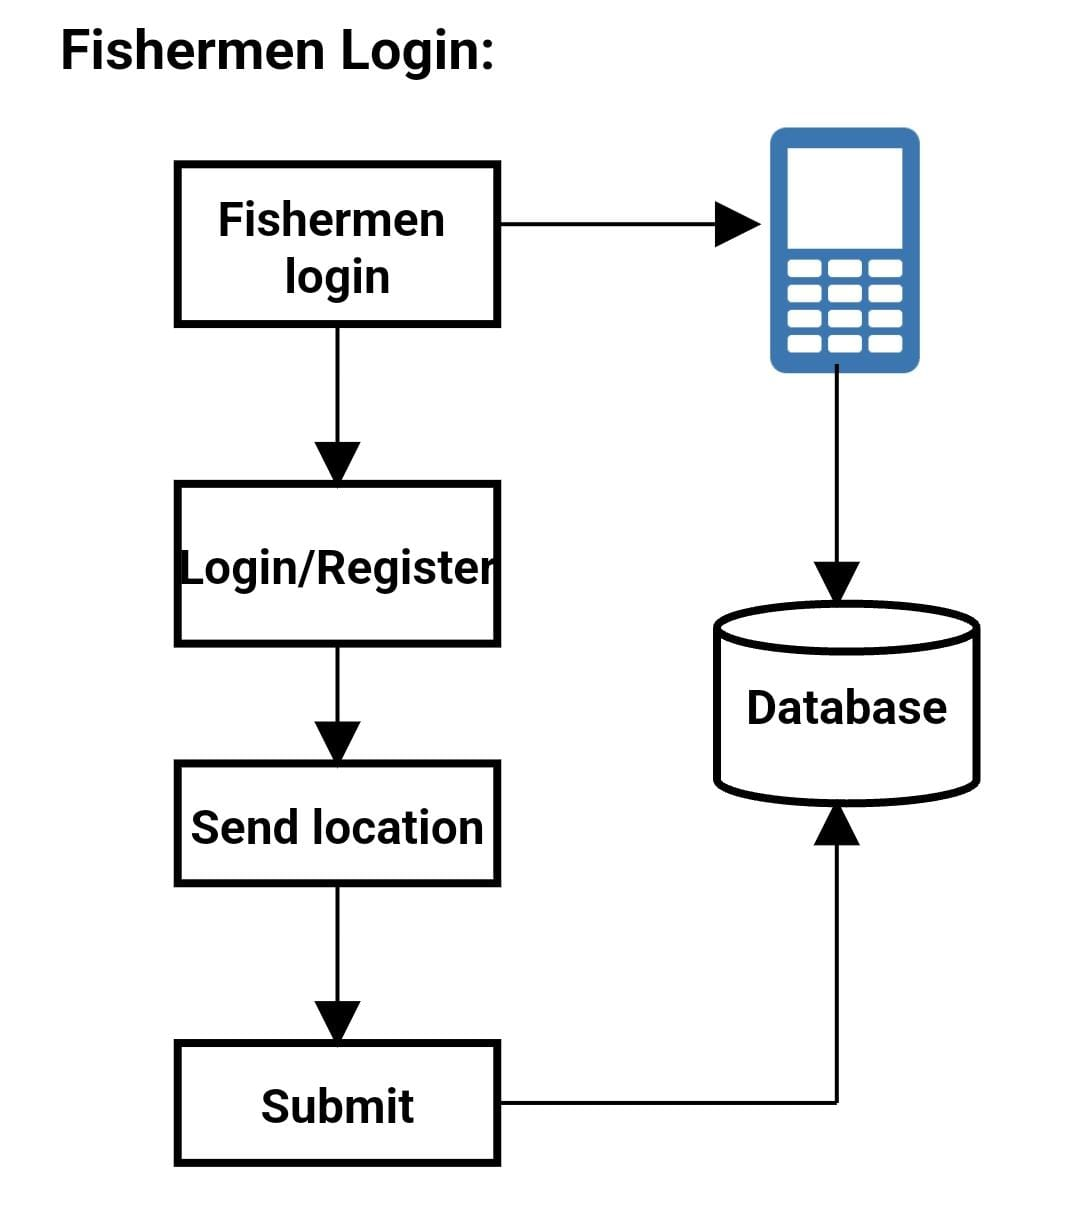 Fishermen Login:
Fishermen
login
Login/Register
Send location
Database
Submit